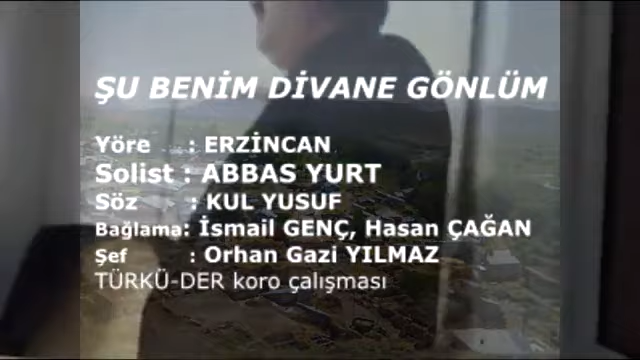 ŞU BENİM DİVANE GÖNLÜM
Yöre : ERZİNCAN
Solist : ABBAS YURT
Söz : KUL YUSUF
Bağlama: İsmail GENÇ, Hasan ÇAĞAN
Şef : Orhan Gazi YILMAZ
TÜRKÜ-DER koro çalışması